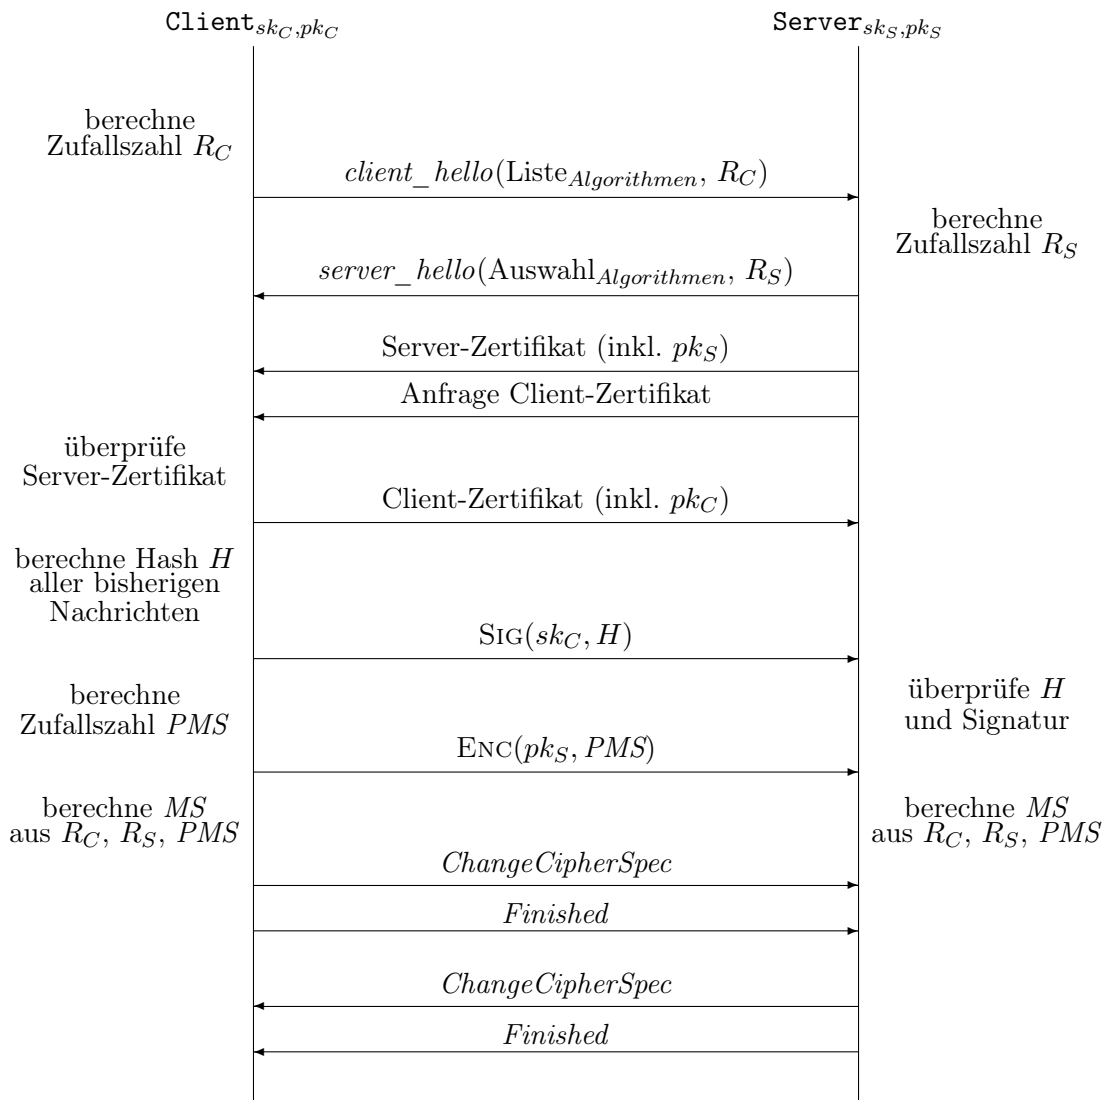 Client_{sk_C, pk_C} Server_{sk_S, pk_S}
berechne
Zufallszahl R_C
client_hello(Liste_{Algorithmen}, R_C)
berechne
Zufallszahl R_S
server_hello(Auswahl_{Algorithmen}, R_S)
Server-Zertifikat (inkl. pk_S)
Anfrage Client-Zertifikat
überprüfe
Server-Zertifikat
Client-Zertifikat (inkl. pk_C)
berechne Hash H
aller bisherigen
Nachrichten
SIG(sk_C, H)
berechne
Zufallszahl PMS
überprüfe H
und Signatur
ENC(pk_S, PMS)
berechne MS
aus R_C, R_S, PMS
berechne MS
aus R_C, R_S, PMS
ChangeCipherSpec
Finished
ChangeCipherSpec
Finished